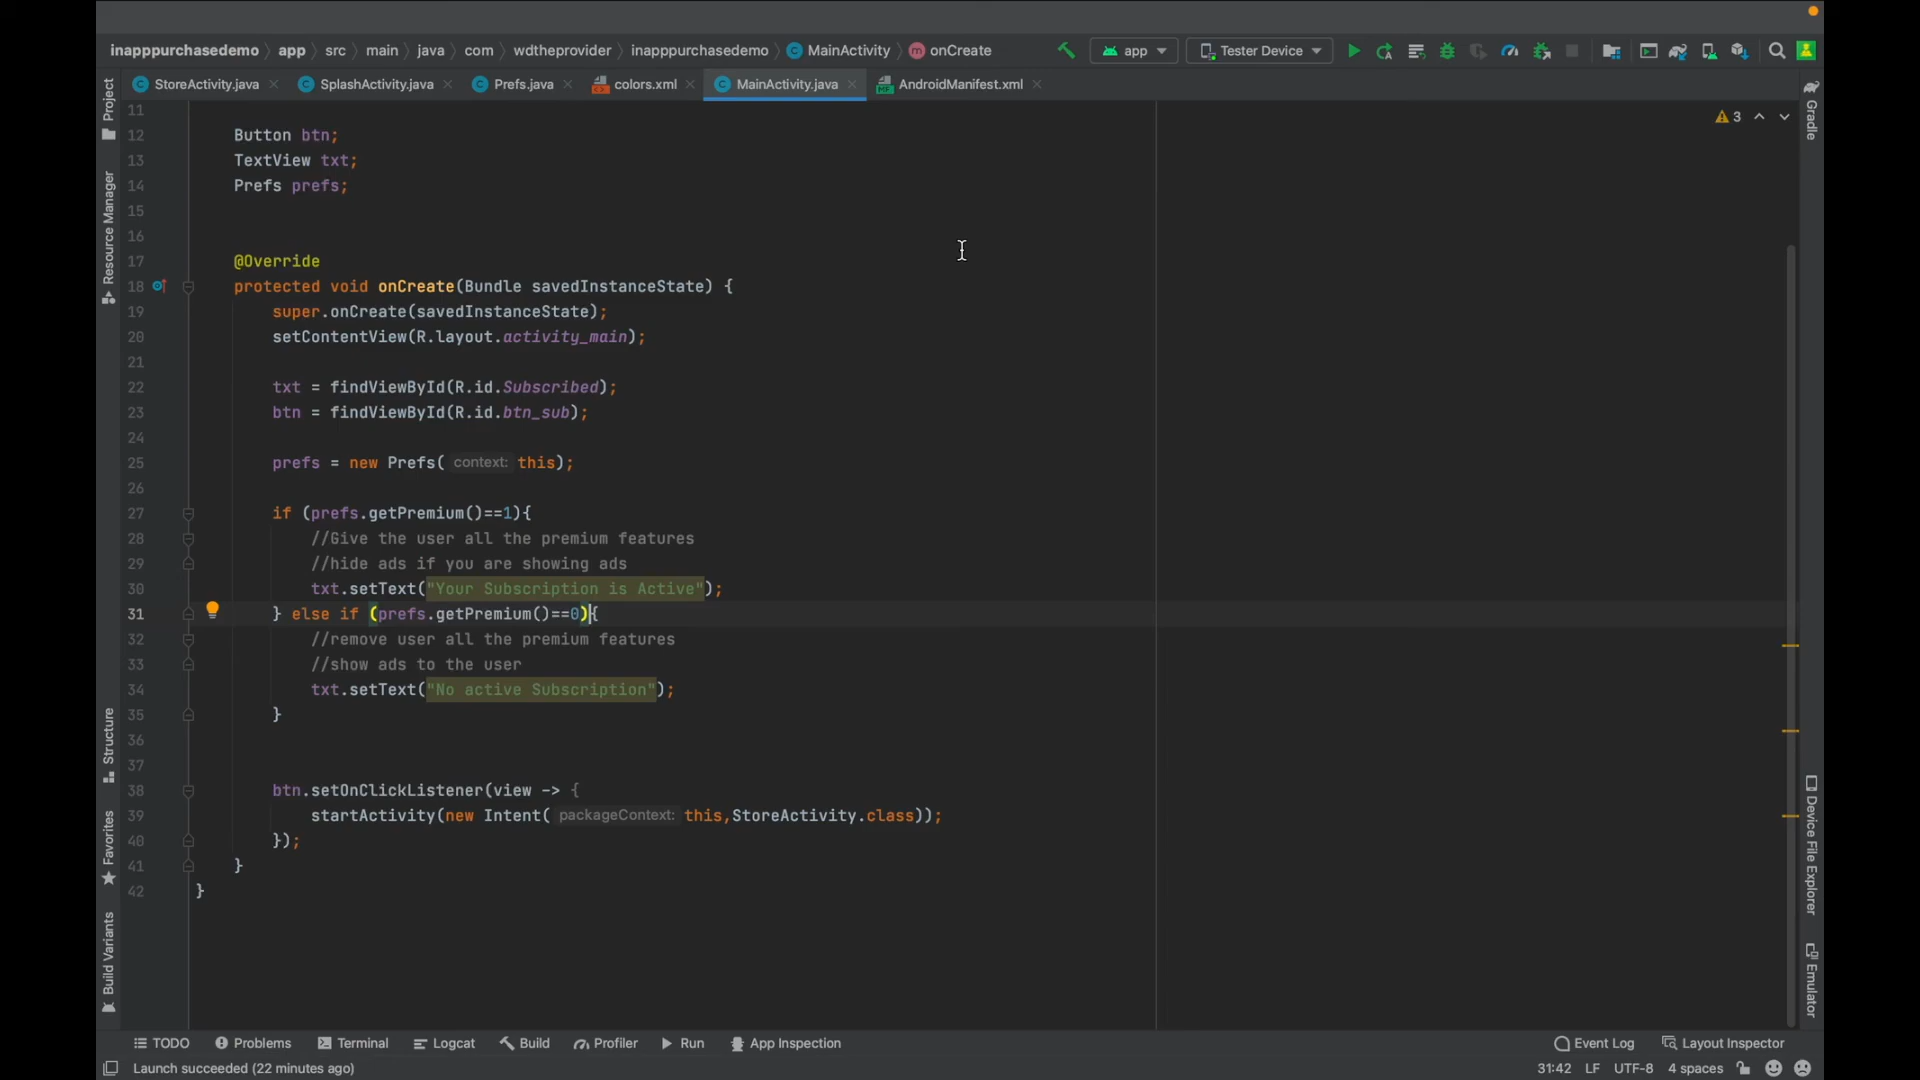 inapppurchasedemo app src main java com wdtheprovider inapppurchasedemo MainActivity onCreate app Tester Device
StoreActivity.java SplashActivity.java Prefs.java colors.xml MainActivity.java AndroidManifest.xml
Project
Resource Manager
Structure
Favorites
Build Variants
11
12 Button btn;
13 TextView txt;
14 Prefs prefs;
15
16
17 @Override
18 protected void onCreate(Bundle savedInstanceState) {
19 super.onCreate(savedInstanceState);
20 setContentView(R.layout.activity_main);
21
22 txt = findViewById(R.id.Subscribed);
23 btn = findViewById(R.id.btn_sub);
24
25 prefs = new Prefs( context: this);
26
27 if (prefs.getPremium()==1){
28 //Give the user all the premium features
29 //hide ads if you are showing ads
30 txt.setText("Your Subscription is Active");
31 } else if (prefs.getPremium()==0){
32 //remove user all the premium features
33 //show ads to the user
34 txt.setText("No active Subscription");
35 }
36
37
38 btn.setOnClickListener(view -> {
39 startActivity(new Intent( packageContext: this,StoreActivity.class));
40 });
41 }
42 }
3
Gradle
Device File Explorer
Emulator
TODO Problems Terminal Logcat Build Profiler Run App Inspection Event Log Layout Inspector
Launch succeeded (22 minutes ago) 31:42 LF UTF-8 4 spaces